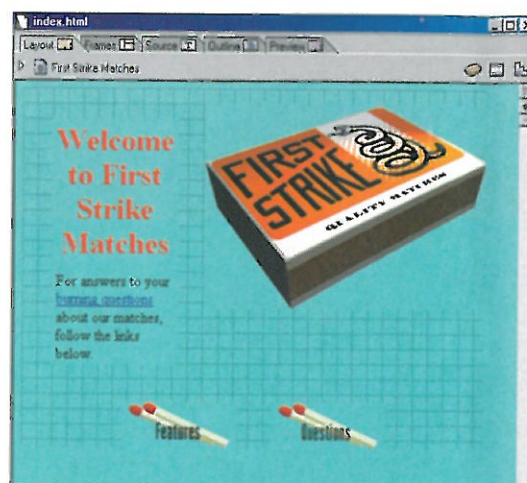 index.html
Layout Frames Source Outline Preview
First Strike Matches
Welcome
to First
Strike
Matches
For answers to your
burning questions
about our matches,
follow the links
below.
FIRST
STRIKE
QUALITY MATCHES
Features
Questions